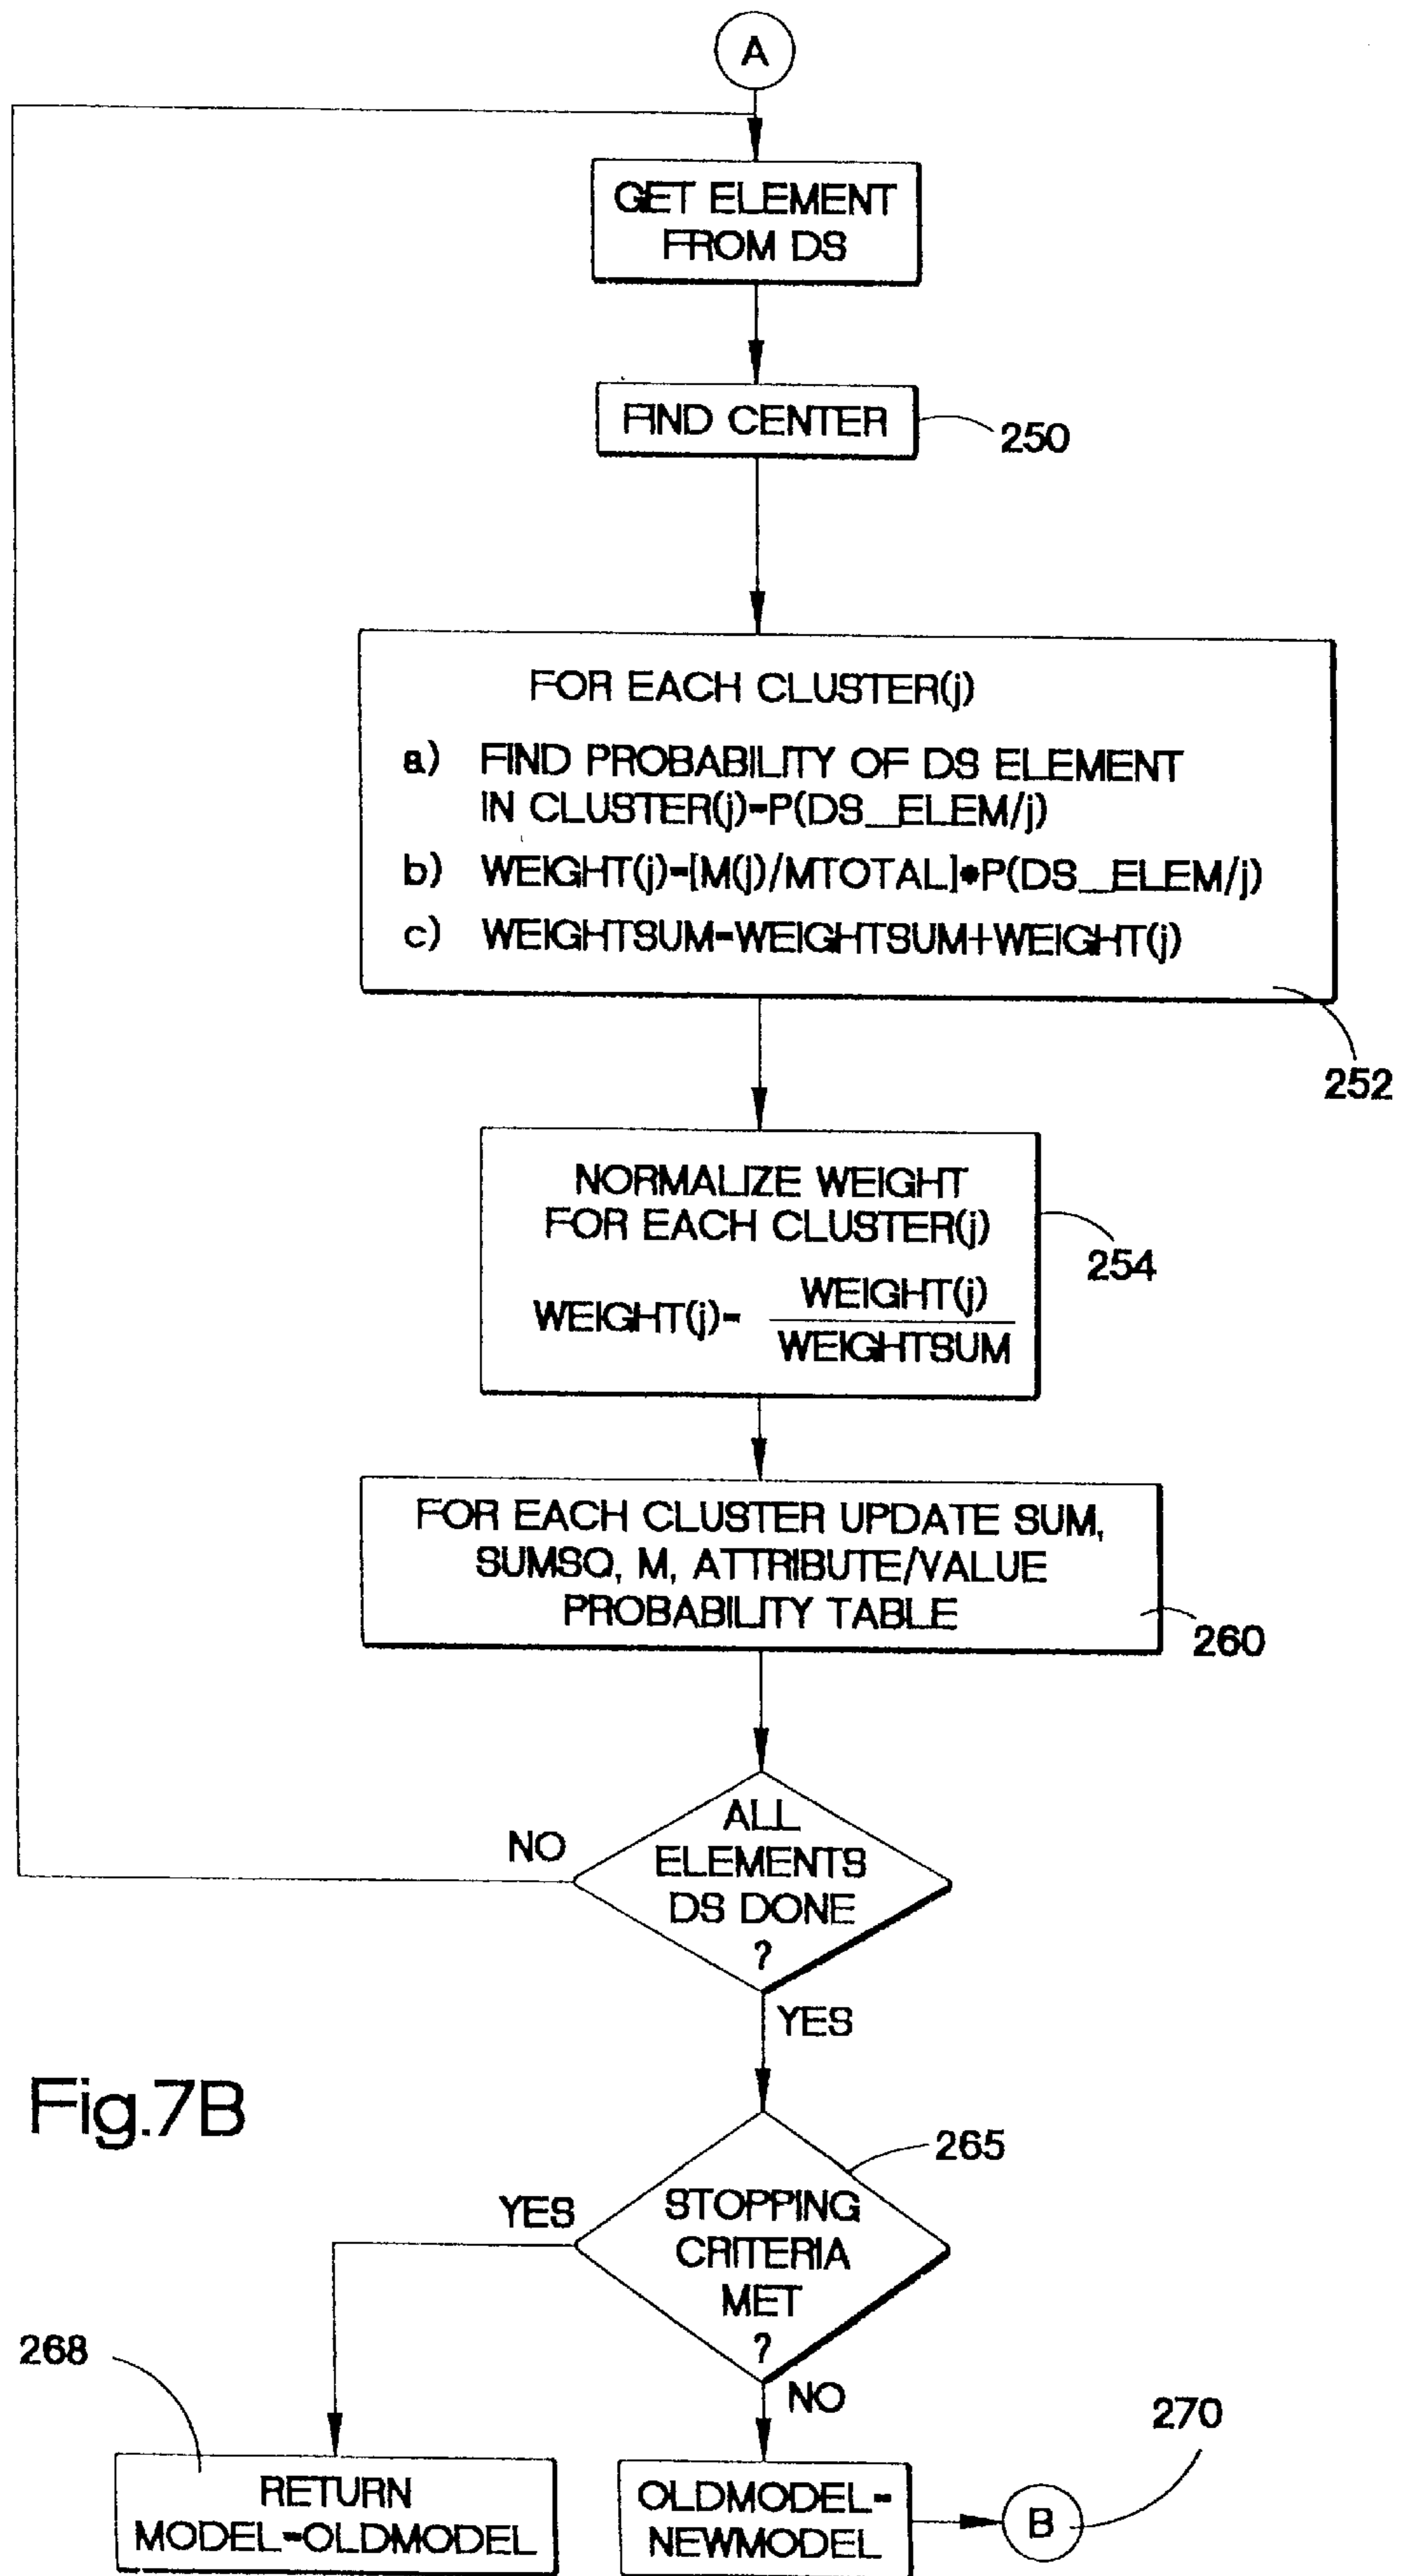 A
GET ELEMENT
FROM DS
FIND CENTER
250
FOR EACH CLUSTER(j)
a) FIND PROBABILITY OF DS ELEMENT
IN CLUSTER(j)=P(DS__ELEM/j)
b) WEIGHT(j)=[M(j)/MTOTAL]*P(DS__ELEM/j)
c) WEIGHTSUM=WEIGHTSUM+WEIGHT(j)
252
NORMALIZE WEIGHT
FOR EACH CLUSTER(j)
254
WEIGHT(j)= WEIGHT(j)
WEIGHTSUM
FOR EACH CLUSTER UPDATE SUM,
SUMSQ, M, ATTRIBUTE/VALUE
PROBABILITY TABLE
260
ALL
ELEMENTS
DS DONE
?
NO
YES
Fig.7B
265
STOPPING
CRITERIA
MET
?
YES
NO
268
270
RETURN
MODEL=OLDMODEL
OLDMODEL=
NEWMODEL
B